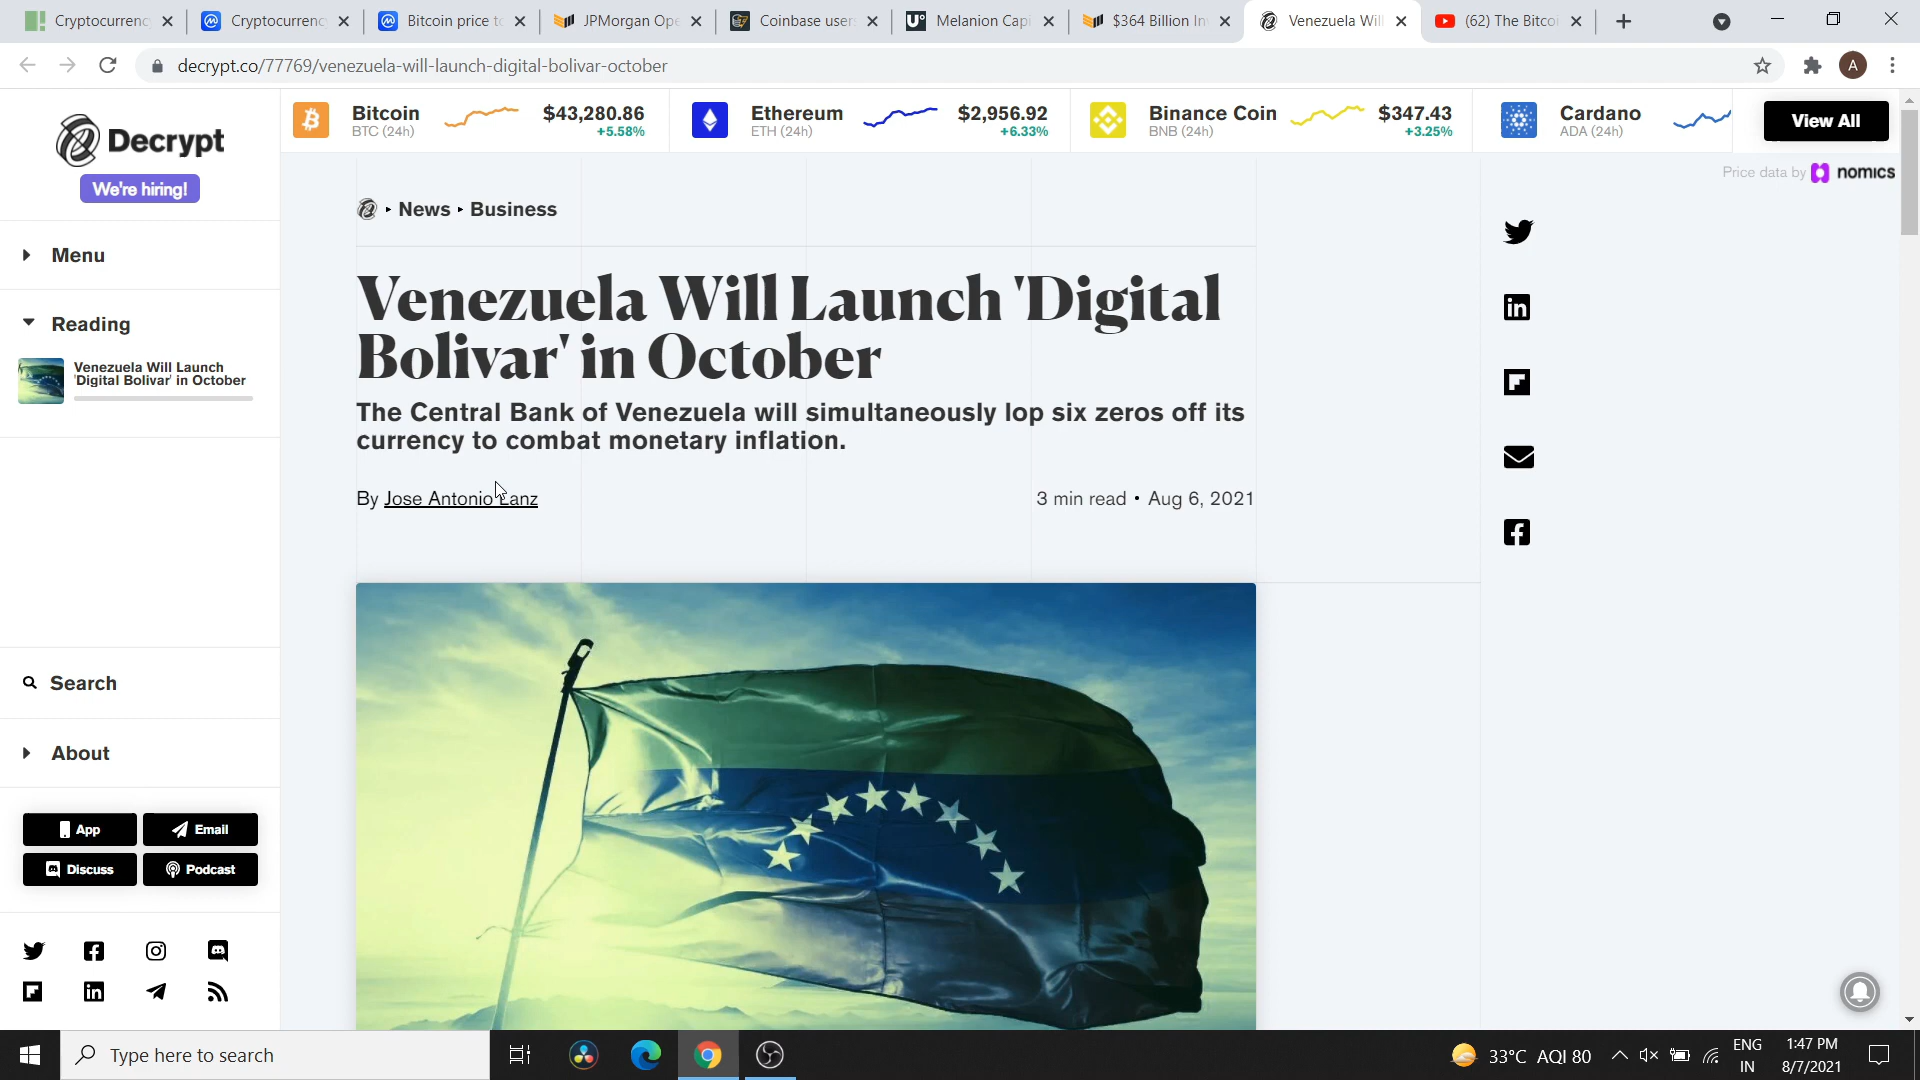 Cryptocurrenc
Cryptocurrenc
Bitcoin price to
JPMorgan Ope
Coinbase users
Melanion Capi
$364 Billion In
Venezuela Will
(62) The Bitcoi
decrypt.co/77769/venezuela-will-launch-digital-bolivar-october
A
Decrypt
We're hiring!
Menu
Reading
Venezuela Will Launch
'Digital Bolivar' in October
Search
About
App
Email
Discuss
Podcast
Bitcoin
BTC (24h)
$43,280.86
+5.58%
Ethereum
ETH (24h)
$2,956.92
+6.33%
Binance Coin
BNB (24h)
$347.43
+3.25%
Cardano
ADA (24h)
View All
Price data by nomics
News ‣ Business
Venezuela Will Launch 'Digital
Bolivar' in October
The Central Bank of Venezuela will simultaneously lop six zeros off its
currency to combat monetary inflation.
By Jose Antonio Lanz
3 min read • Aug 6, 2021
Type here to search
33°C AQI 80
ENG
IN
1:47 PM
8/7/2021